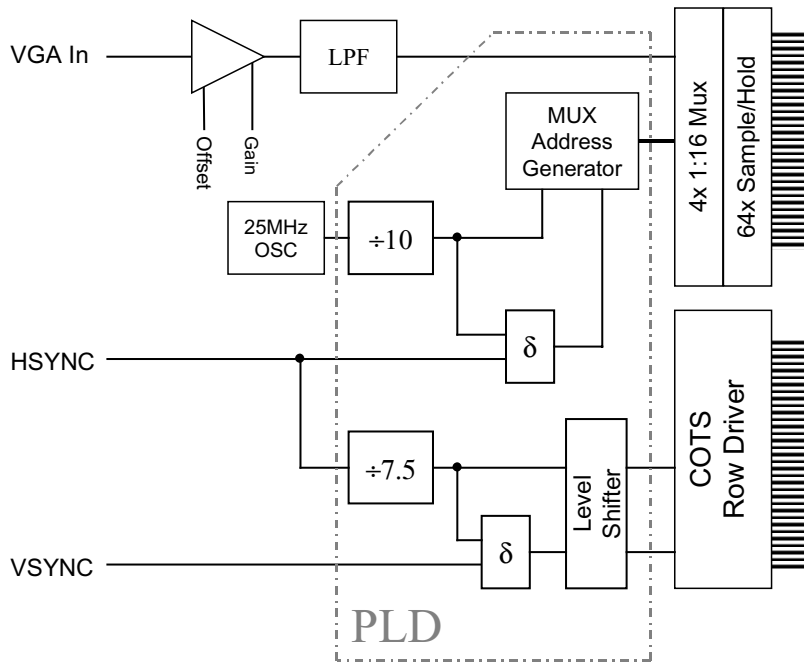 VGA In
LPF
Offset
Gain
MUX
Address
Generator
4x 1:16 Mux
64x Sample/Hold
25MHz
OSC
÷10
δ
HSYNC
÷7.5
Level
Shifter
COTS
Row Driver
δ
VSYNC
PLD